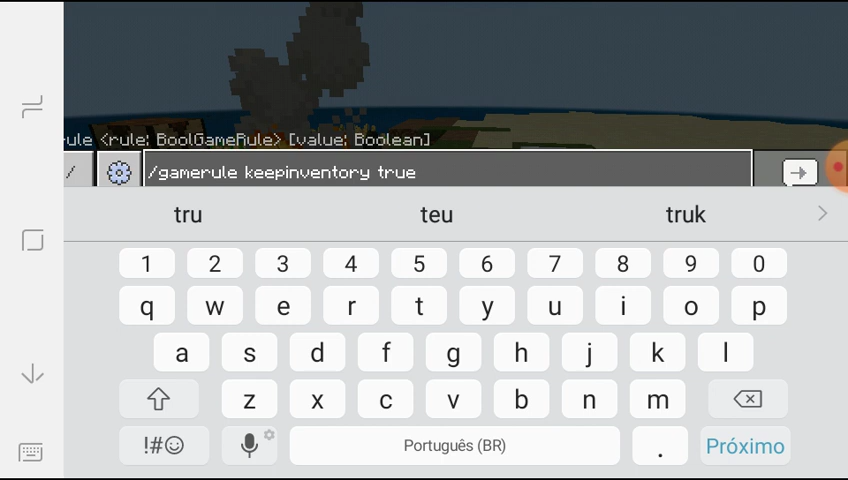 rule <rule: BoolGameRule> [value: Boolean]
/
/gamerule keepinventory true
tru teu truk
1 2 3 4 5 6 7 8 9 0
q w e r t y u i o p
a s d f g h j k l
z x c v b n m
!#☺ Português (BR) . Próximo